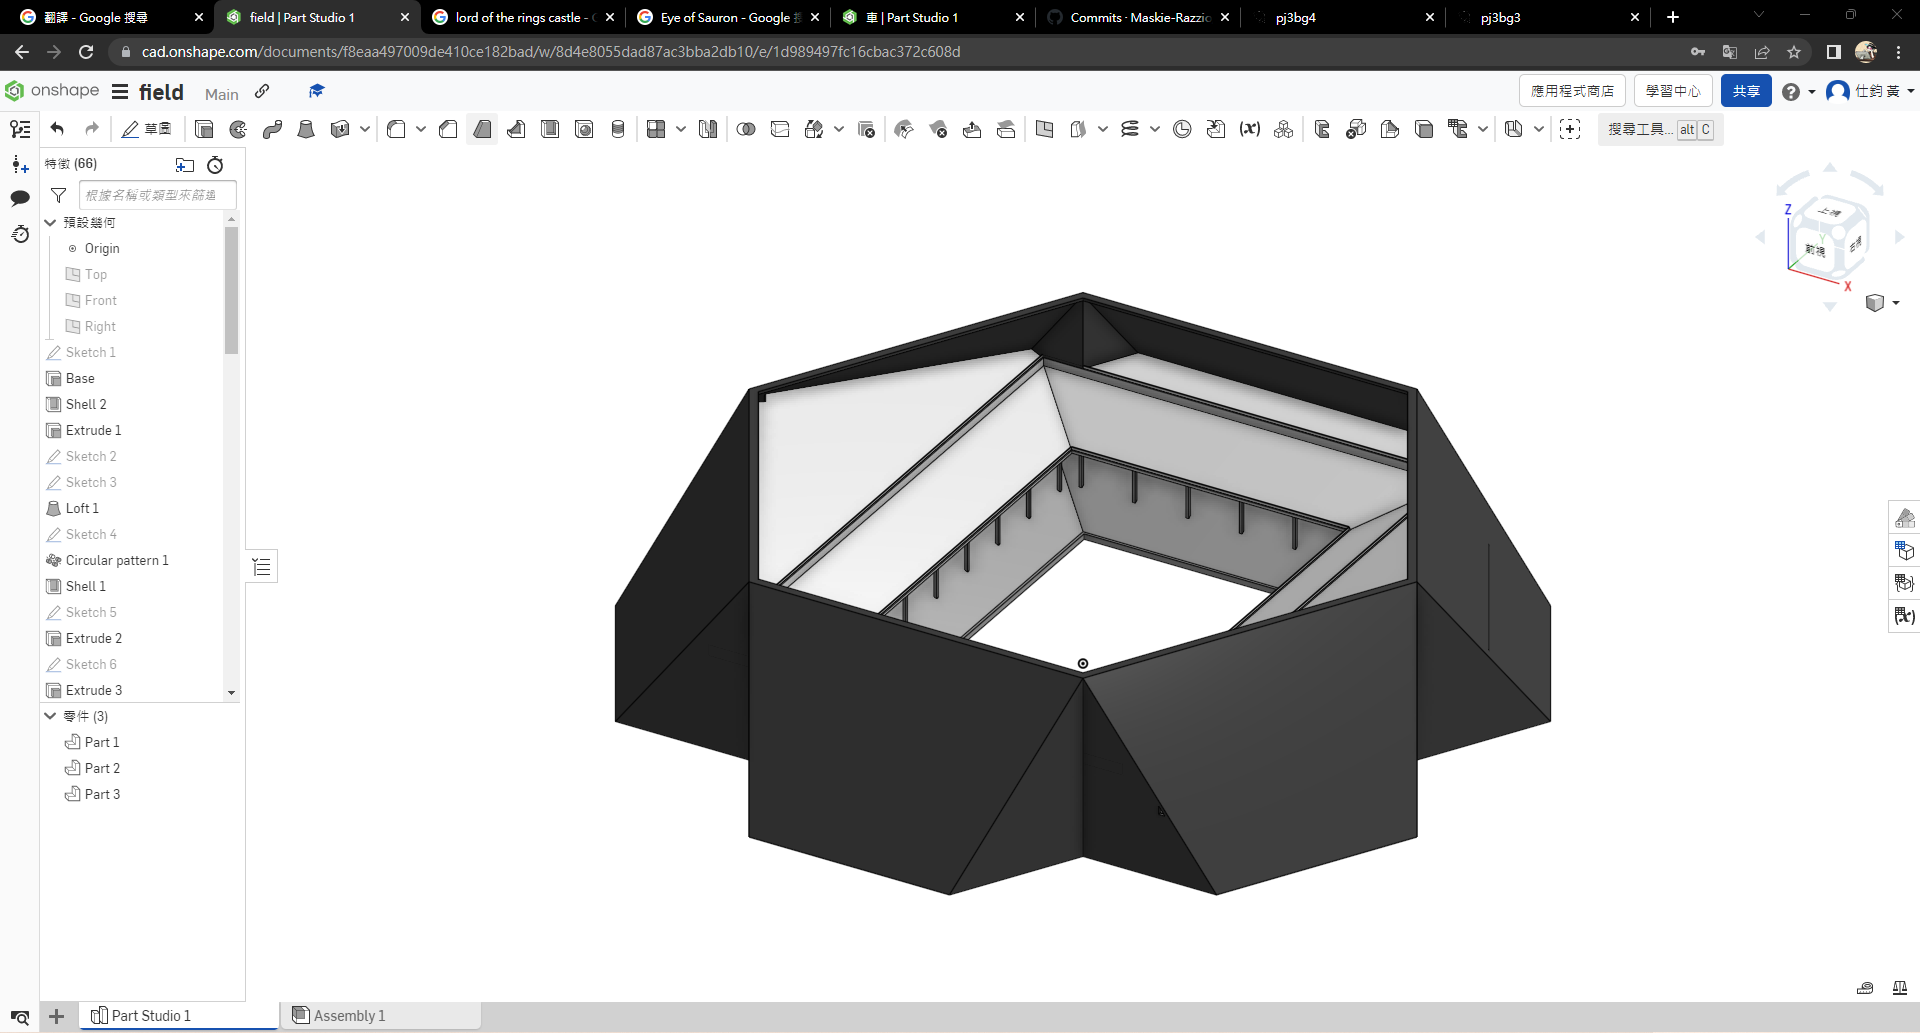 翻譯 - Google 搜尋
field | Part Studio 1
lord of the rings castle -
Eye of Sauron - Google
車 | Part Studio 1
Commits · Maskie-Razzic
pj3bg4
pj3bg3
cad.onshape.com/documents/f8eaa497009de410ce182bad/w/8d4e8055dad87ac3bba2db10/e/1d989497fc16cbac372c608d
onshape
field
Main
應用程式商店
學習中心
共享
仕鈞 黃
草圖
搜尋工具... alt C
特徵 (66)
根據名稱或類型來篩選
預設幾何
Origin
Top
Front
Right
Sketch 1
Base
Shell 2
Extrude 1
Sketch 2
Sketch 3
Loft 1
Sketch 4
Circular pattern 1
Shell 1
Sketch 5
Extrude 2
Sketch 6
Extrude 3
零件 (3)
Part 1
Part 2
Part 3
Z
上視
Y
前視
右視
X
(x)
(x)
Part Studio 1
Assembly 1